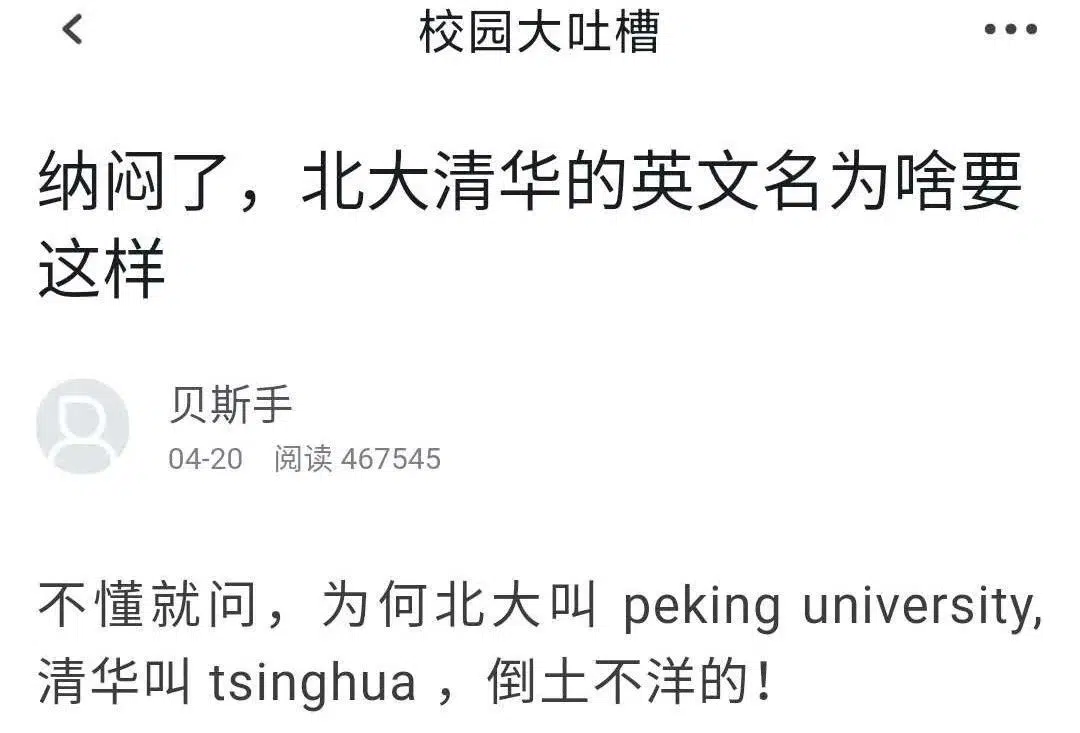 校园大吐槽
纳闷了，北大清华的英文名为啥要
这样
贝斯手
04-20 阅读 467545
不懂就问，为何北大叫 peking university,
清华叫 tsinghua ，倒土不洋的！